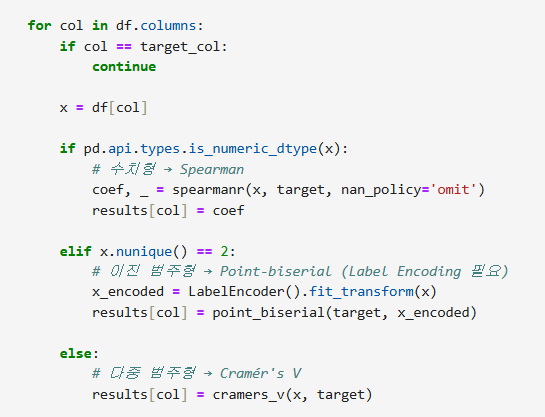 for col in df.columns:
    if col == target_col:
        continue

    x = df[col]

    if pd.api.types.is_numeric_dtype(x):
        # 수치형 → Spearman
        coef, _ = spearmanr(x, target, nan_policy='omit')
        results[col] = coef

    elif x.nunique() == 2:
        # 이진 범주형 → Point-biserial (Label Encoding 필요)
        x_encoded = LabelEncoder().fit_transform(x)
        results[col] = point_biserial(target, x_encoded)

    else:
        # 다중 범주형 → Cramér's V
        results[col] = cramers_v(x, target)